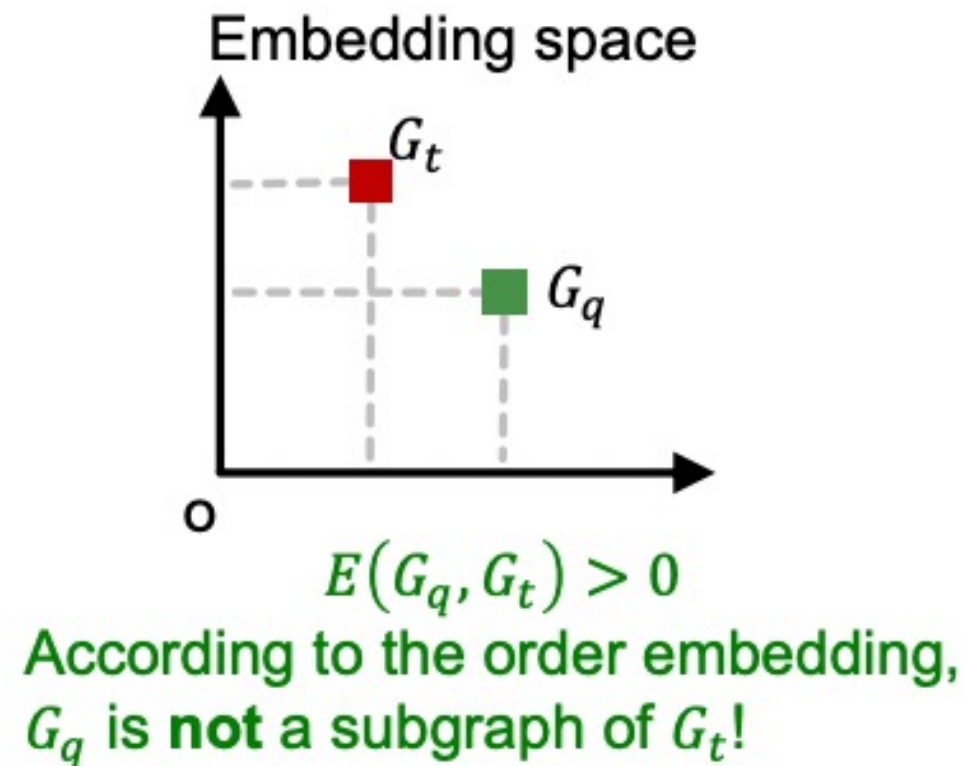 Embedding space
G_t
G_q
O
E(G_q, G_t) > 0
According to the order embedding,
G_q is not a subgraph of G_t!